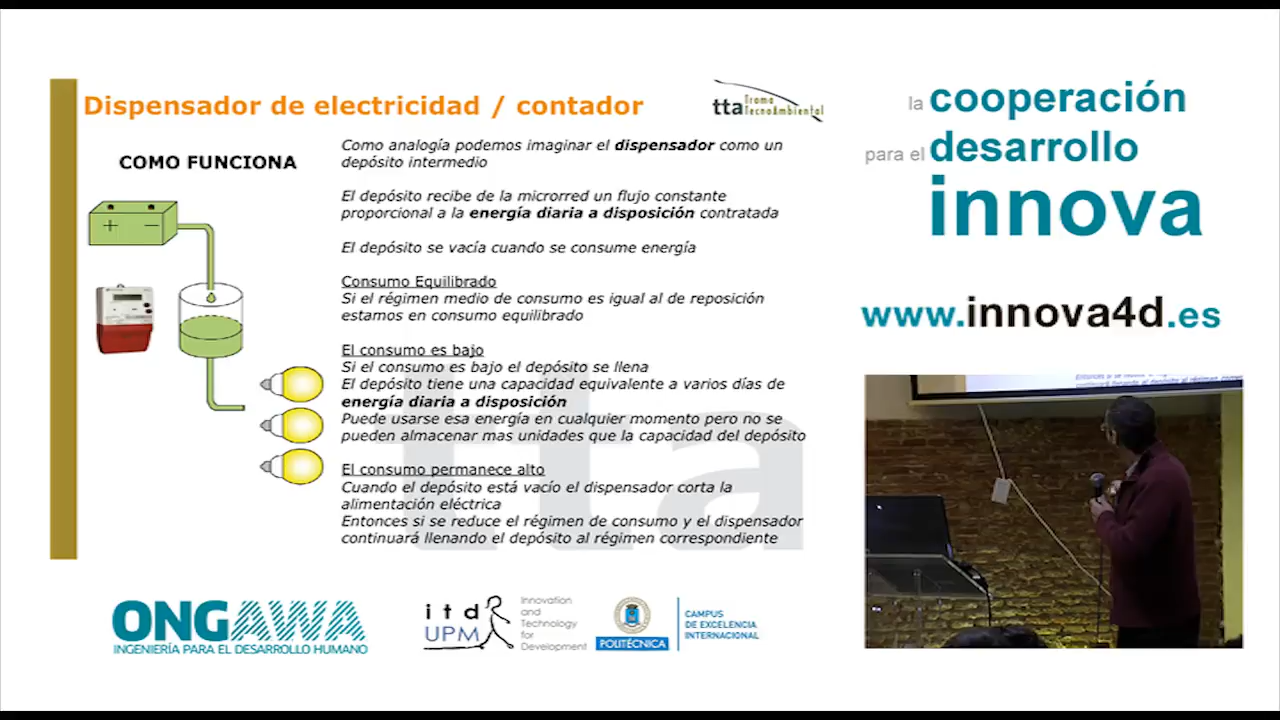 Dispensador de electricidad / contador
tta Trama TecnoAmbiental
COMO FUNCIONA
Como analogía podemos imaginar el dispensador como un
depósito intermedio
El depósito recibe de la microrred un flujo constante
proporcional a la energía diaria a disposición contratada
El depósito se vacía cuando se consume energía
Consumo Equilibrado
Si el régimen medio de consumo es igual al de reposición
estamos en consumo equilibrado
El consumo es bajo
Si el consumo es bajo el depósito se llena
El depósito tiene una capacidad equivalente a varios días de
energía diaria a disposición
Puede usarse esa energía en cualquier momento pero no se
pueden almacenar mas unidades que la capacidad del depósito
El consumo permanece alto
Cuando el depósito está vacío el dispensador corta la
alimentación eléctrica
Entonces si se reduce el régimen de consumo y el dispensador
continuará llenando el depósito al régimen correspondiente
+ −
tta
la cooperación
para el desarrollo
innova
www.innova4d.es
ONGAWA
INGENIERÍA PARA EL DESARROLLO HUMANO
itd
UPM
Innovation
and
Technology
for
Development
POLITÉCNICA
CAMPUS
DE EXCELENCIA
INTERNACIONAL